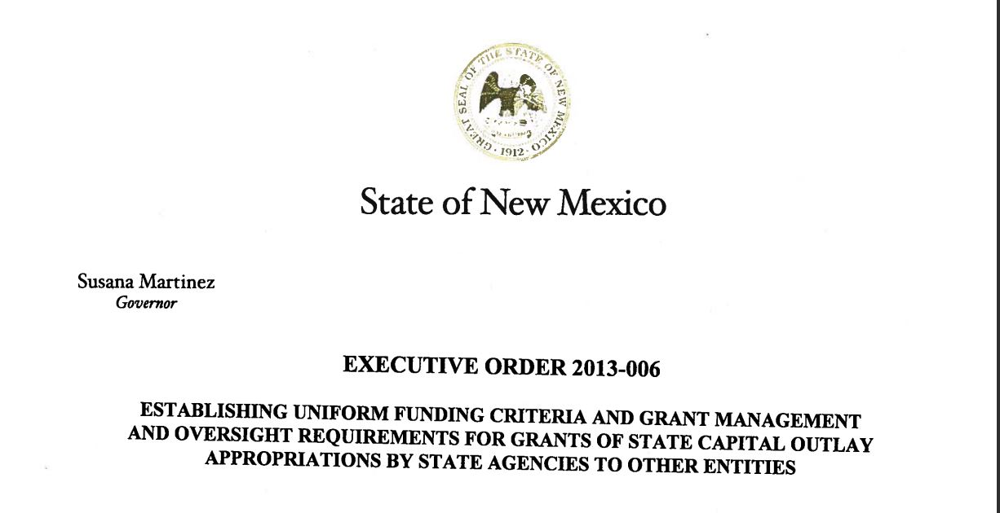 GREAT SEAL OF THE STATE OF NEW MEXICO
· 1912 ·
State of New Mexico
Susana Martinez
Governor
EXECUTIVE ORDER 2013-006
ESTABLISHING UNIFORM FUNDING CRITERIA AND GRANT MANAGEMENT
AND OVERSIGHT REQUIREMENTS FOR GRANTS OF STATE CAPITAL OUTLAY
APPROPRIATIONS BY STATE AGENCIES TO OTHER ENTITIES